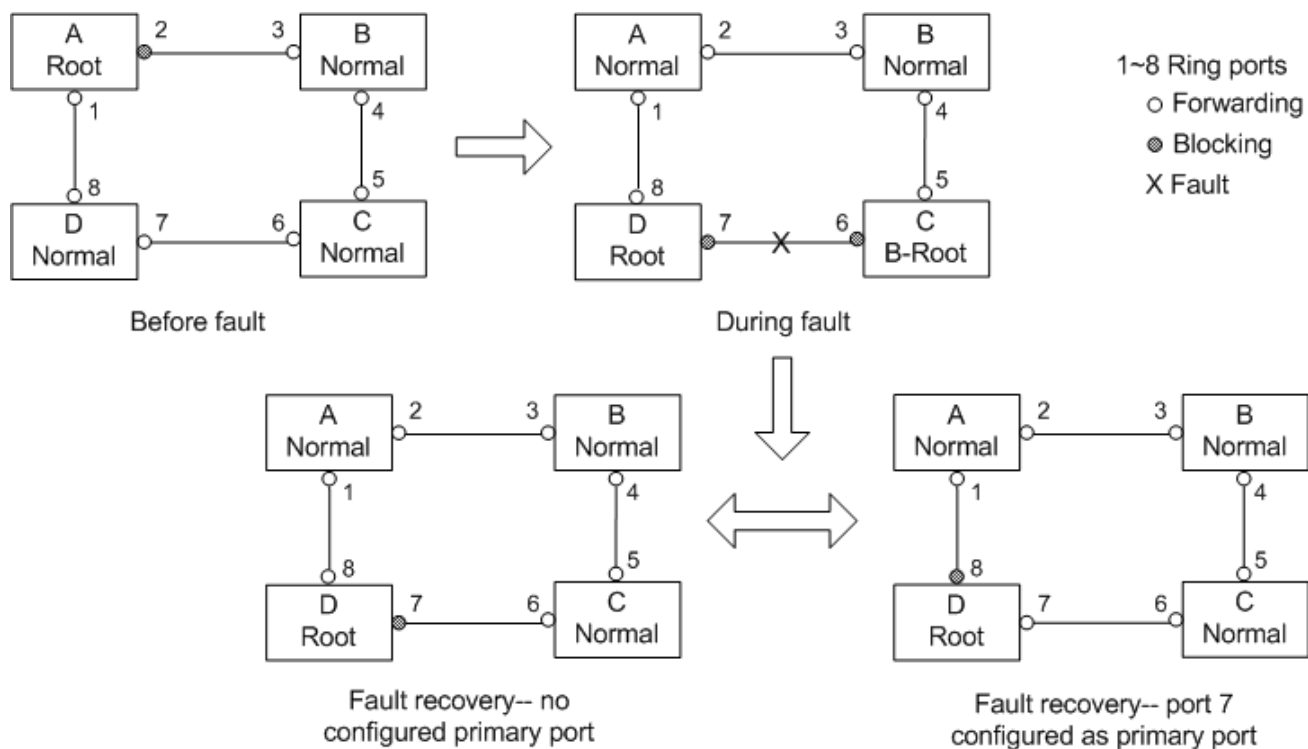 A
Root
2
3
B
Normal
1
4
8
5
D
Normal
7
6
C
Normal
Before fault
A
Normal
2
3
B
Normal
1
4
8
5
D
Root
7
X
6
C
B-Root
During fault
1~8 Ring ports
Forwarding
Blocking
X Fault
A
Normal
2
3
B
Normal
1
4
8
5
D
Root
7
6
C
Normal
Fault recovery-- no
configured primary port
A
Normal
2
3
B
Normal
1
4
8
5
D
Root
7
6
C
Normal
Fault recovery-- port 7
configured as primary port